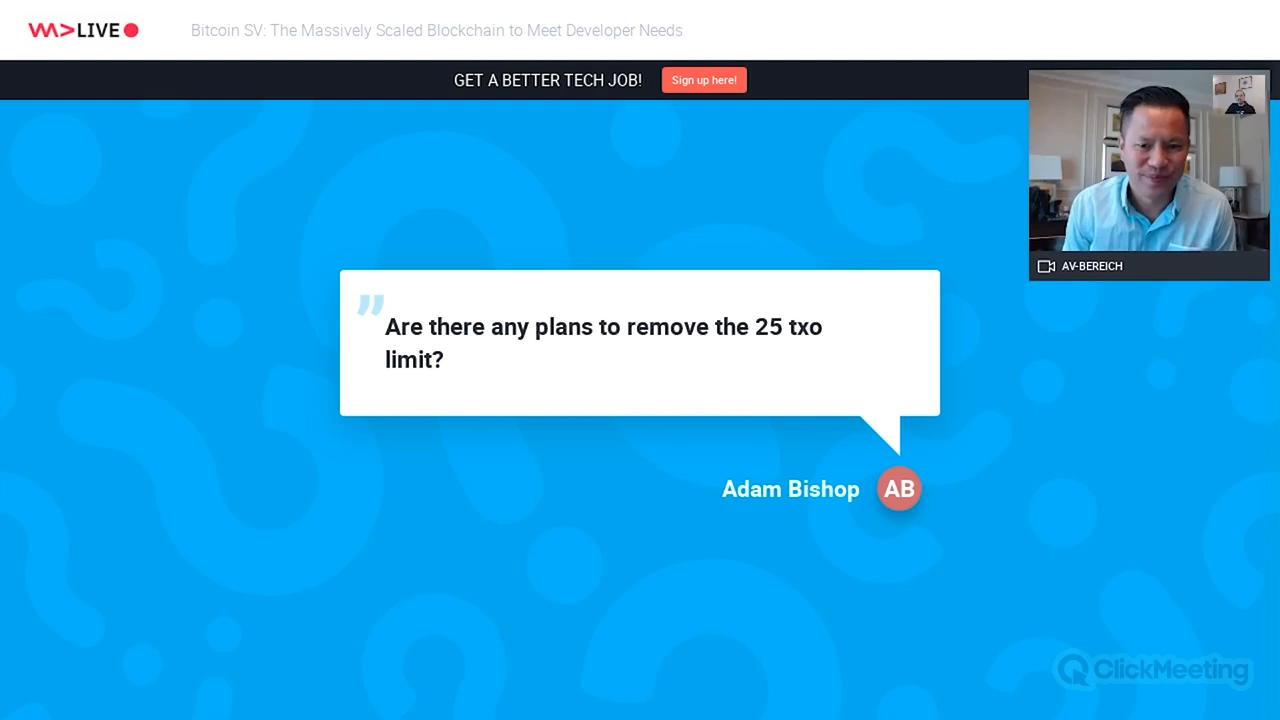 LIVE
Bitcoin SV: The Massively Scaled Blockchain to Meet Developer Needs
GET A BETTER TECH JOB!
Sign up here!
AV-BEREICH
Are there any plans to remove the 25 txo
limit?
Adam Bishop
AB
ClickMeeting